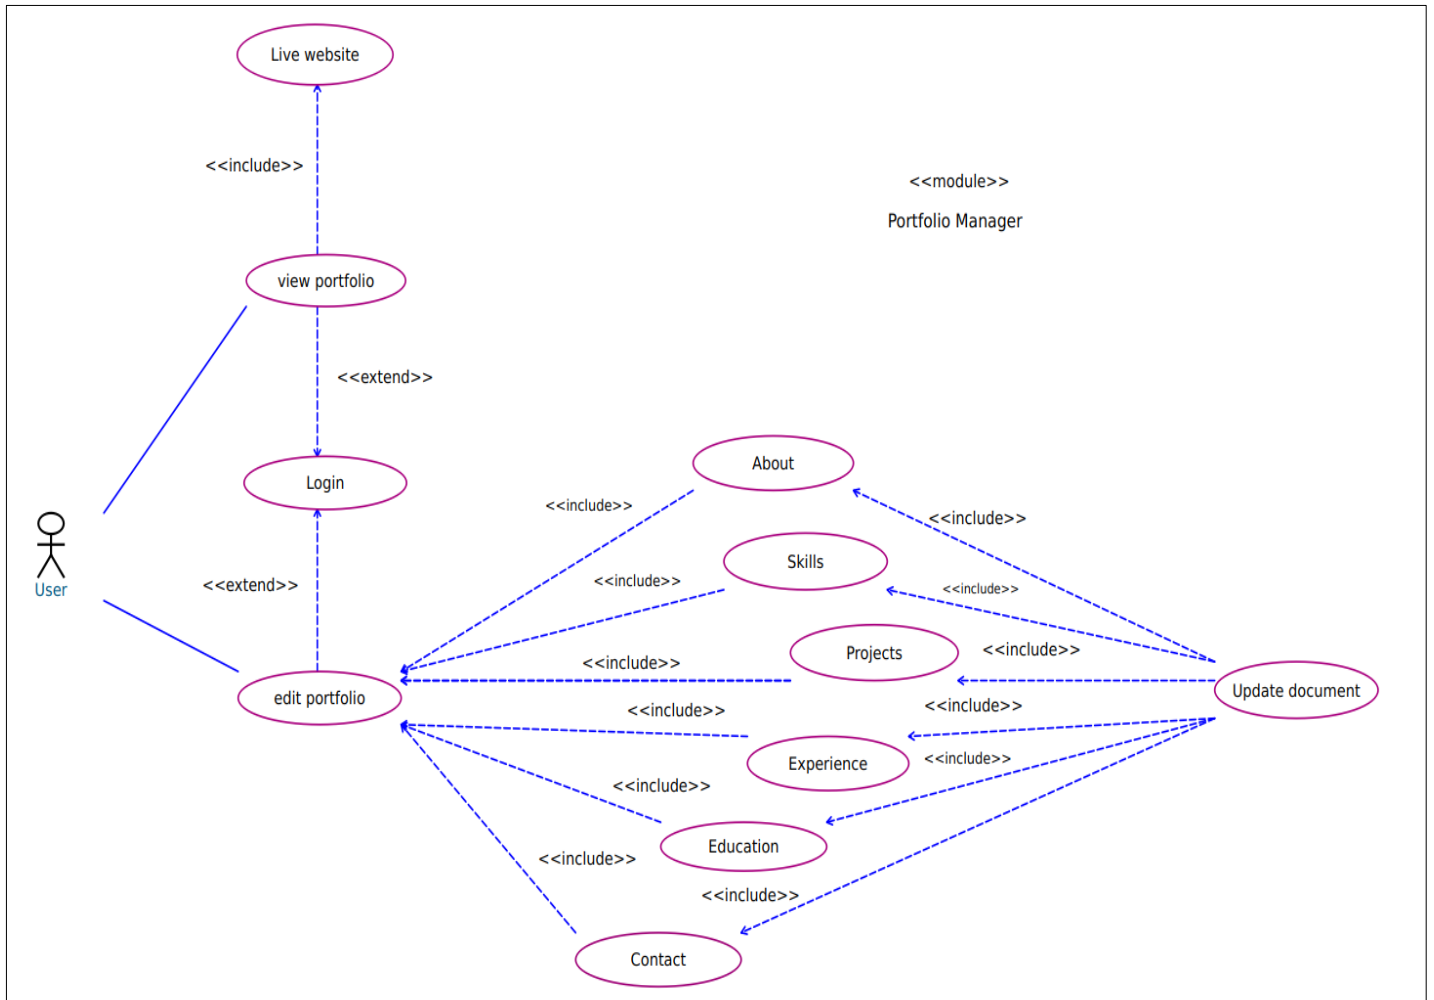 Live website
<<include>>
<<module>>
Portfolio Manager
view portfolio
<<extend>>
About
Login
<<include>>
<<include>>
Skills
<<include>>
<<extend>>
<<include>>
User
Projects
<<include>>
<<include>>
edit portfolio
Update document
<<include>>
<<include>>
Experience
<<include>>
<<include>>
Education
<<include>>
<<include>>
Contact